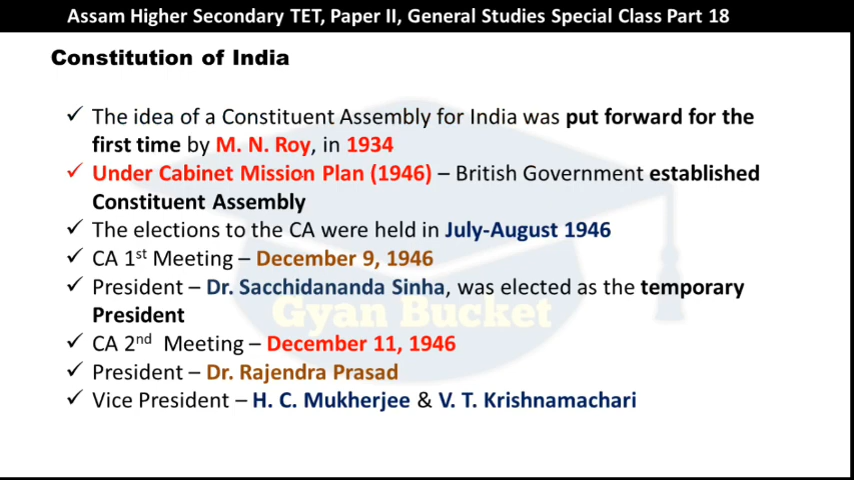 Assam Higher Secondary TET, Paper II, General Studies Special Class Part 18
Constitution of India
✓ The idea of a Constituent Assembly for India was put forward for the
first time by M. N. Roy, in 1934
✓ Under Cabinet Mission Plan (1946) – British Government established
Constituent Assembly
✓ The elections to the CA were held in July-August 1946
✓ CA 1st Meeting – December 9, 1946
✓ President – Dr. Sacchidananda Sinha, was elected as the temporary
President
Gyan Bucket
✓ CA 2nd Meeting – December 11, 1946
✓ President – Dr. Rajendra Prasad
✓ Vice President – H. C. Mukherjee & V. T. Krishnamachari